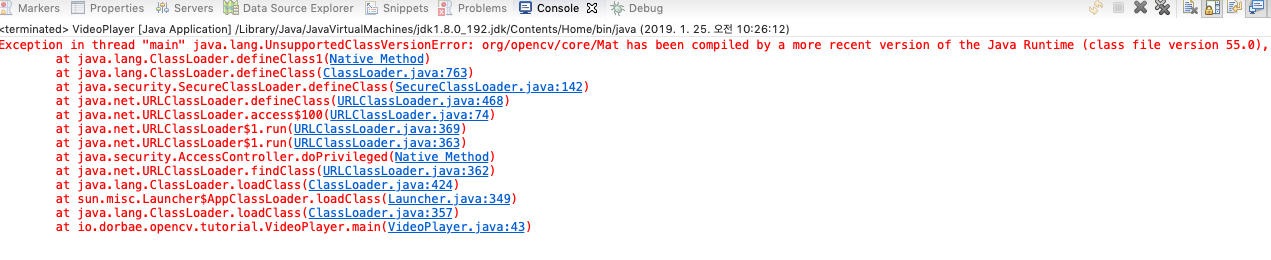 Markers Properties Servers Data Source Explorer Snippets Problems Console Debug
<terminated> VideoPlayer [Java Application] /Library/Java/JavaVirtualMachines/jdk1.8.0_192.jdk/Contents/Home/bin/java (2019. 1. 25. 오전 10:26:12)
Exception in thread "main" java.lang.UnsupportedClassVersionError: org/opencv/core/Mat has been compiled by a more recent version of the Java Runtime (class file version 55.0),
at java.lang.ClassLoader.defineClass1(Native Method)
at java.lang.ClassLoader.defineClass(ClassLoader.java:763)
at java.security.SecureClassLoader.defineClass(SecureClassLoader.java:142)
at java.net.URLClassLoader.defineClass(URLClassLoader.java:468)
at java.net.URLClassLoader.access$100(URLClassLoader.java:74)
at java.net.URLClassLoader$1.run(URLClassLoader.java:369)
at java.net.URLClassLoader$1.run(URLClassLoader.java:363)
at java.security.AccessController.doPrivileged(Native Method)
at java.net.URLClassLoader.findClass(URLClassLoader.java:362)
at java.lang.ClassLoader.loadClass(ClassLoader.java:424)
at sun.misc.Launcher$AppClassLoader.loadClass(Launcher.java:349)
at java.lang.ClassLoader.loadClass(ClassLoader.java:357)
at io.dorbae.opencv.tutorial.VideoPlayer.main(VideoPlayer.java:43)